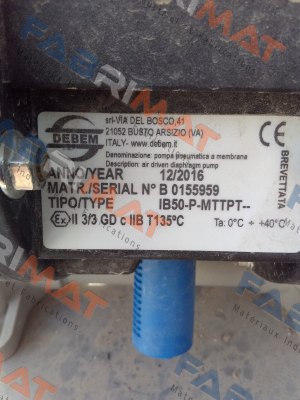 FABRIMAT
DEBEM
srl-VIA DEL BOSCO,41
21052 BUSTO ARSIZIO (VA)
ITALY- www.debem.it
Denominazione: pompa pneumatica a membrana
Description: air driven diaphragm pump
ANNO/YEAR 12/2016
MATR./SERIAL N° B 0155959
TIPO/TYPE IB50-P-MTTPT--
Ex II 3/3 GD c IIB T135°C Ta: 0°C ÷ +40°C
CE
BREVETTATA